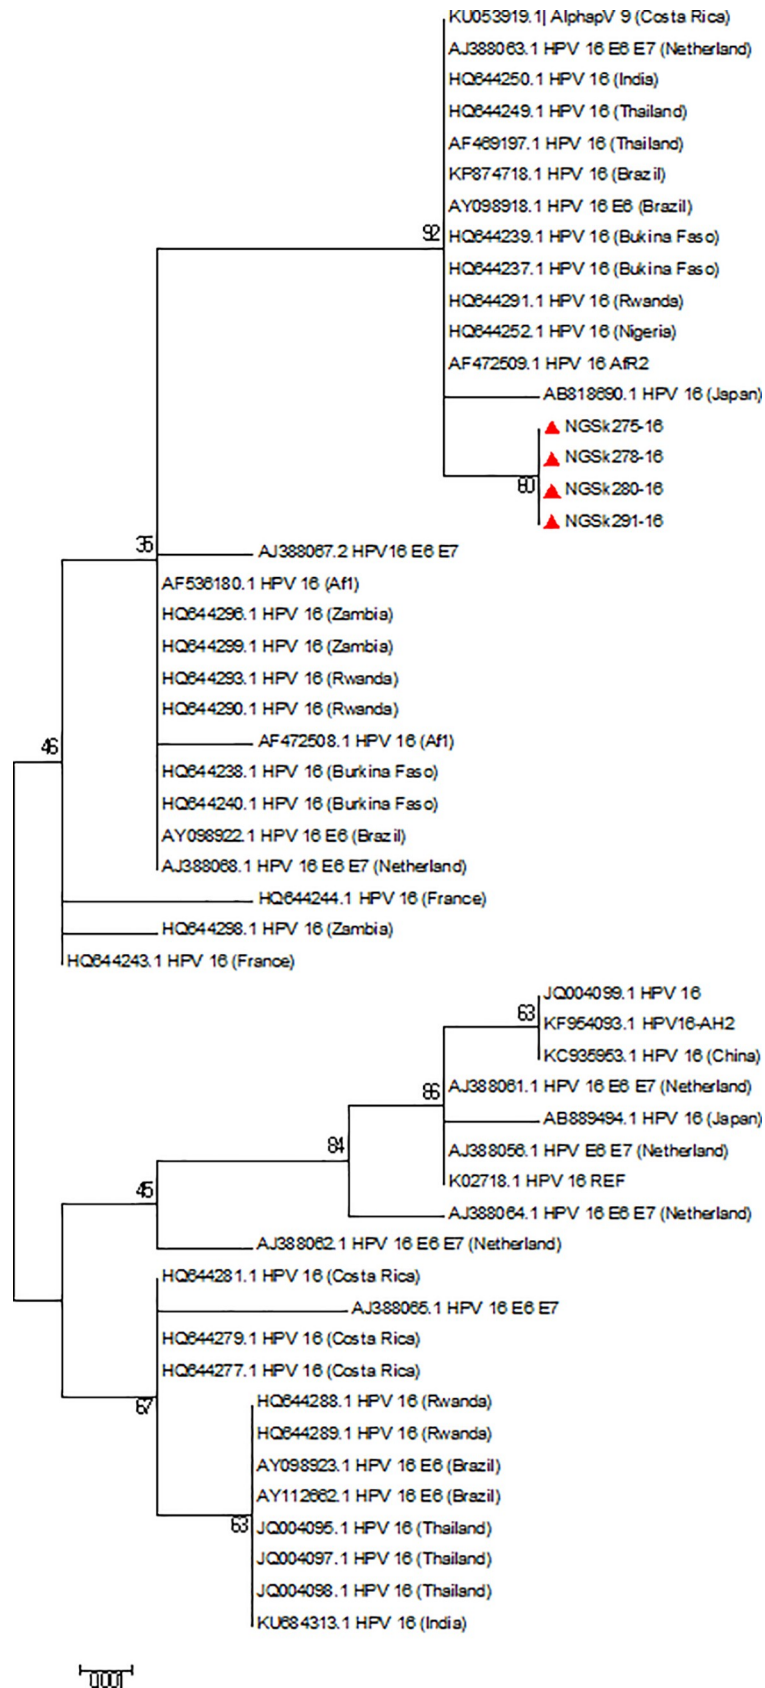 KU053919.1| AlphapV 9 (Costa Rica)
AJ388063.1 HPV 16 E6 E7 (Netherland)
HQ644250.1 HPV 16 (India)
HQ644249.1 HPV 16 (Thailand)
AF469197.1 HPV 16 (Thailand)
KP874718.1 HPV 16 (Brazil)
AY098918.1 HPV 16 E6 (Brazil)
92
HQ644239.1 HPV 16 (Bukina Faso)
HQ644237.1 HPV 16 (Bukina Faso)
HQ644291.1 HPV 16 (Rwanda)
HQ644252.1 HPV 16 (Nigeria)
AF472509.1 HPV 16 AfR2
AB818690.1 HPV 16 (Japan)
NGSk275-16
NGSk278-16
80
NGSk280-16
NGSk291-16
35
AJ388067.2 HPV16 E6 E7
AF536180.1 HPV 16 (Af1)
HQ644296.1 HPV 16 (Zambia)
HQ644299.1 HPV 16 (Zambia)
HQ644293.1 HPV 16 (Rwanda)
HQ644290.1 HPV 16 (Rwanda)
46
AF472508.1 HPV 16 (Af1)
HQ644238.1 HPV 16 (Burkina Faso)
HQ644240.1 HPV 16 (Burkina Faso)
AY098922.1 HPV 16 E6 (Brazil)
AJ388068.1 HPV 16 E6 E7 (Netherland)
HQ644244.1 HPV 16 (France)
HQ644298.1 HPV 16 (Zambia)
HQ644243.1 HPV 16 (France)
JQ004099.1 HPV 16
63
KF954093.1 HPV16-AH2
KC935953.1 HPV 16 (China)
86
AJ388061.1 HPV 16 E6 E7 (Netherland)
AB889494.1 HPV 16 (Japan)
84
AJ388056.1 HPV E6 E7 (Netherland)
K02718.1 HPV 16 REF
45
AJ388064.1 HPV 16 E6 E7 (Netherland)
AJ388062.1 HPV 16 E6 E7 (Netherland)
HQ644281.1 HPV 16 (Costa Rica)
AJ388065.1 HPV 16 E6 E7
HQ644279.1 HPV 16 (Costa Rica)
HQ644277.1 HPV 16 (Costa Rica)
67
HQ644288.1 HPV 16 (Rwanda)
HQ644289.1 HPV 16 (Rwanda)
AY098923.1 HPV 16 E6 (Brazil)
AY112662.1 HPV 16 E6 (Brazil)
63
JQ004095.1 HPV 16 (Thailand)
JQ004097.1 HPV 16 (Thailand)
JQ004098.1 HPV 16 (Thailand)
KU684313.1 HPV 16 (India)
0.001